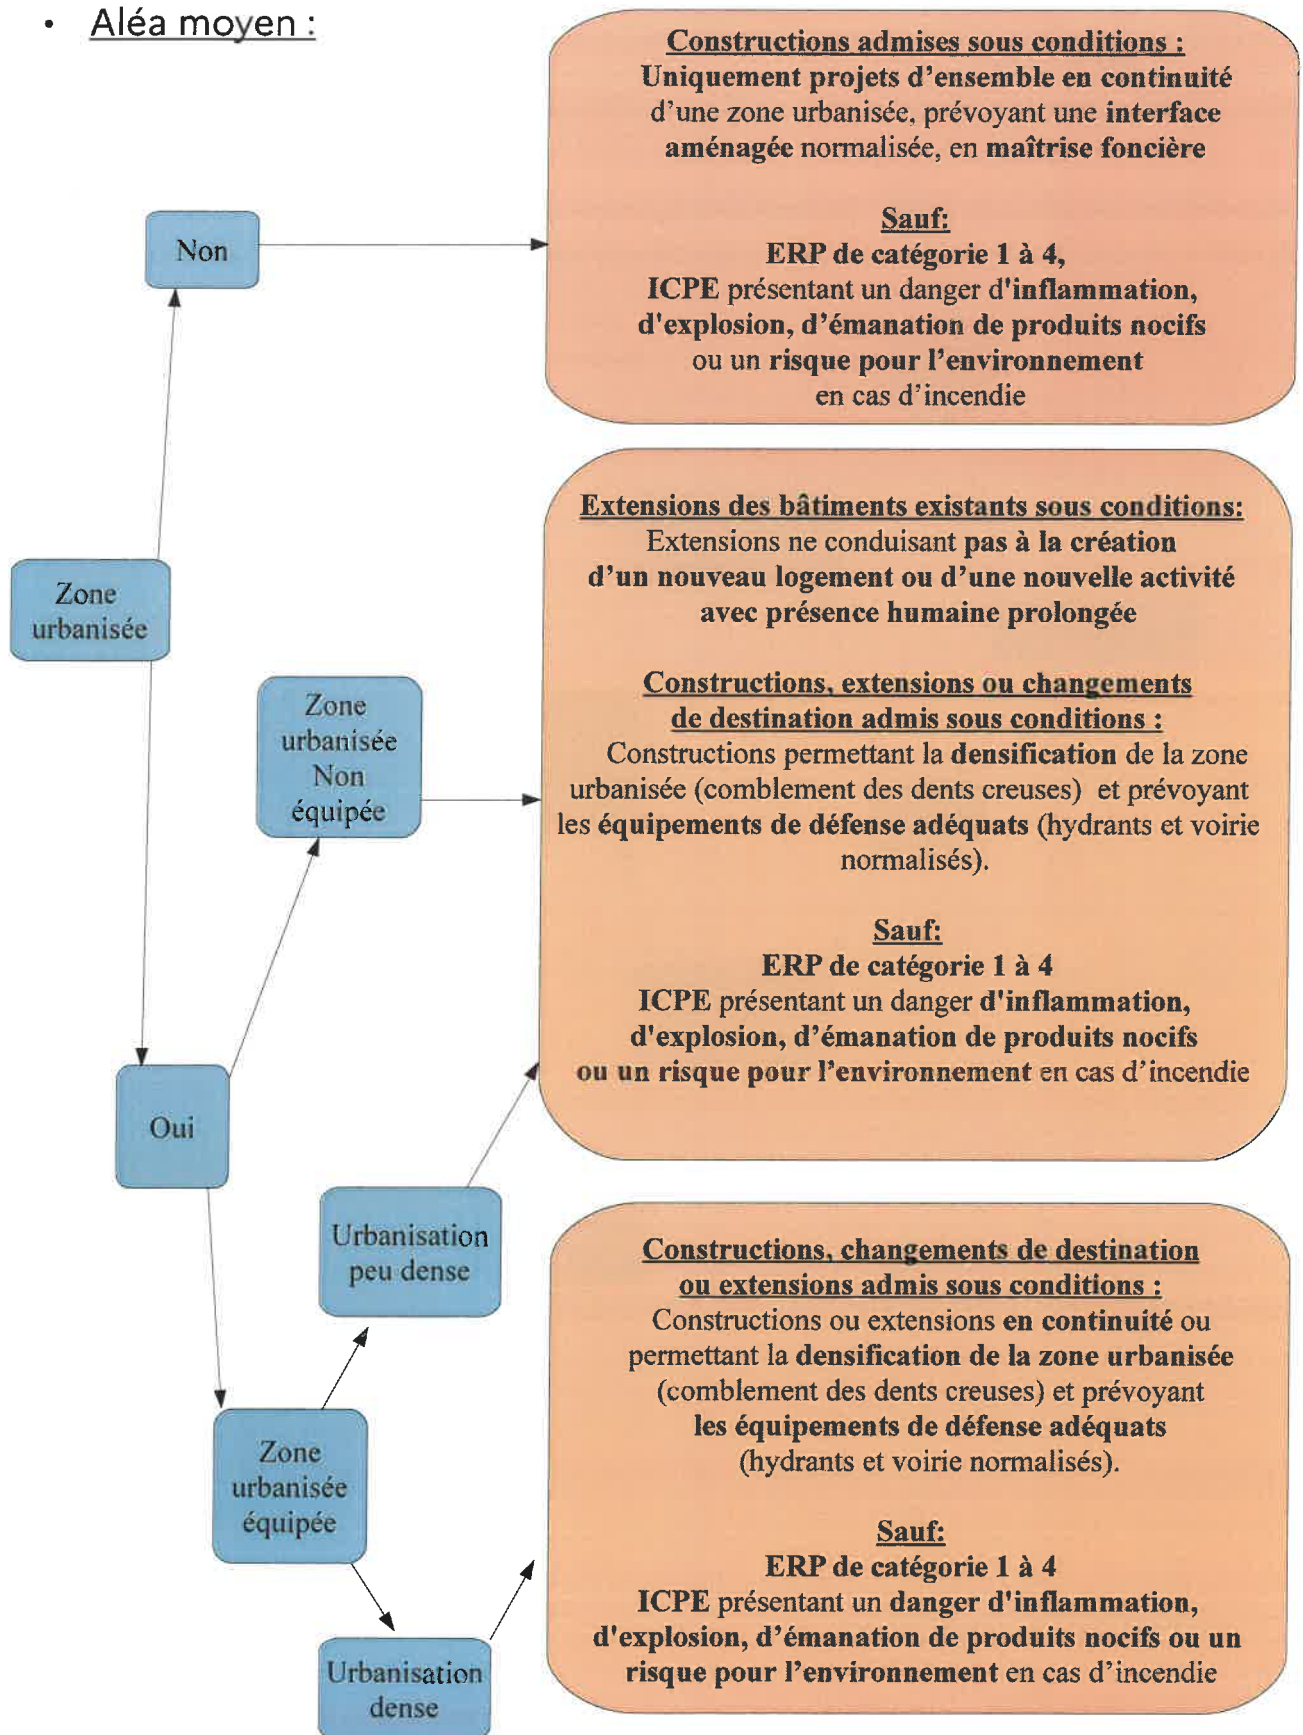 • Aléa moyen :
Constructions admises sous conditions :
Uniquement projets d'ensemble en continuité
d'une zone urbanisée, prévoyant une interface
aménagée normalisée, en maîtrise foncière
Sauf:
ERP de catégorie 1 à 4,
ICPE présentant un danger d'inflammation,
d'explosion, d'émanation de produits nocifs
ou un risque pour l'environnement
en cas d'incendie
Non
Extensions des bâtiments existants sous conditions:
Extensions ne conduisant pas à la création
d'un nouveau logement ou d'une nouvelle activité
avec présence humaine prolongée
Constructions, extensions ou changements
de destination admis sous conditions :
Constructions permettant la densification de la zone
urbanisée (comblement des dents creuses) et prévoyant
les équipements de défense adéquats (hydrants et voirie
normalisés).
Sauf:
ERP de catégorie 1 à 4
ICPE présentant un danger d'inflammation,
d'explosion, d'émanation de produits nocifs
ou un risque pour l'environnement en cas d'incendie
Zone
urbanisée
Zone
urbanisée
Non
équipée
Oui
Urbanisation
peu dense
Constructions, changements de destination
ou extensions admis sous conditions :
Constructions ou extensions en continuité ou
permettant la densification de la zone urbanisée
(comblement des dents creuses) et prévoyant
les équipements de défense adéquats
(hydrants et voirie normalisés).
Sauf:
ERP de catégorie 1 à 4
ICPE présentant un danger d'inflammation,
d'explosion, d'émanation de produits nocifs ou un
risque pour l'environnement en cas d'incendie
Zone
urbanisée
équipée
Urbanisation
dense